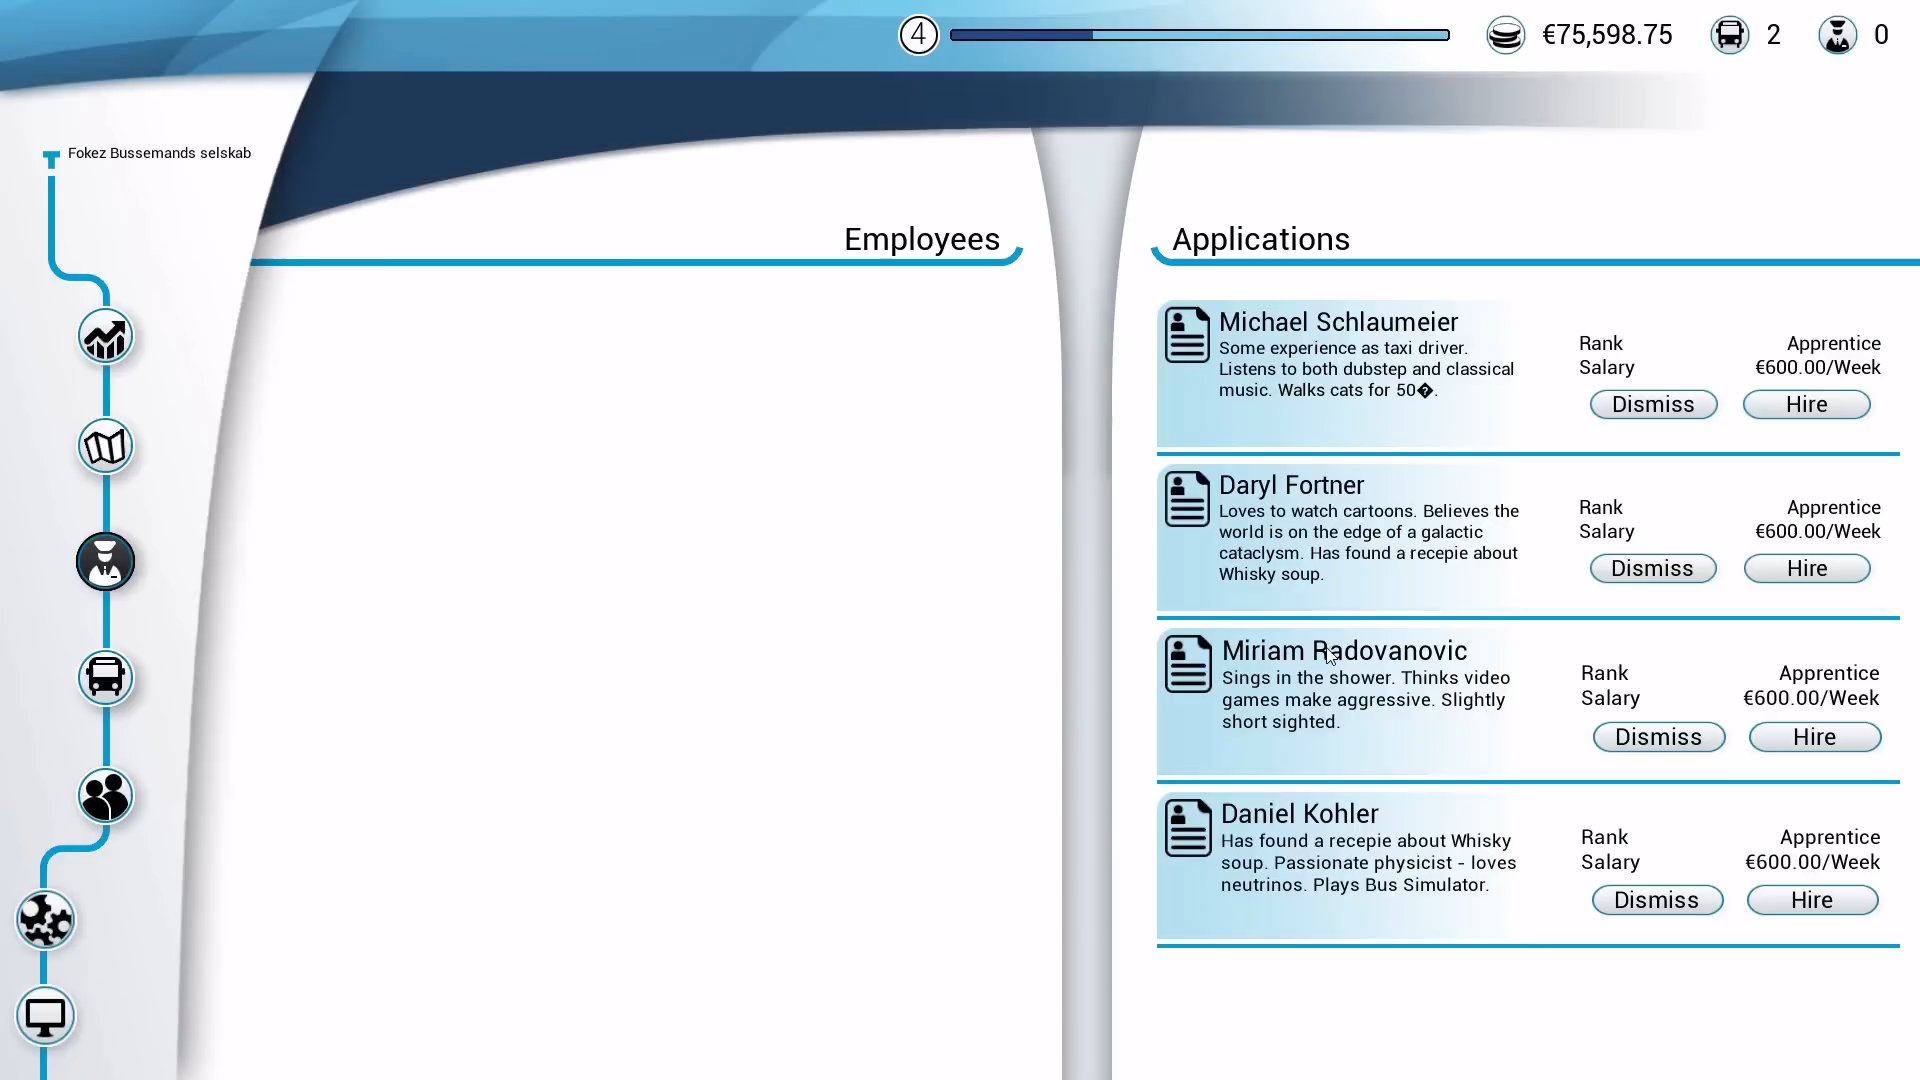 4
€75,598.75
2
0
Fokez Bussemands selskab
Employees
Applications
Michael Schlaumeier
Some experience as taxi driver.
Listens to both dubstep and classical
music. Walks cats for 50�.
Rank Apprentice
Salary €600.00/Week
Dismiss Hire
Daryl Fortner
Loves to watch cartoons. Believes the
world is on the edge of a galactic
cataclysm. Has found a recepie about
Whisky soup.
Rank Apprentice
Salary €600.00/Week
Dismiss Hire
Miriam Radovanovic
Sings in the shower. Thinks video
games make aggressive. Slightly
short sighted.
Rank Apprentice
Salary €600.00/Week
Dismiss Hire
Daniel Kohler
Has found a recepie about Whisky
soup. Passionate physicist - loves
neutrinos. Plays Bus Simulator.
Rank Apprentice
Salary €600.00/Week
Dismiss Hire